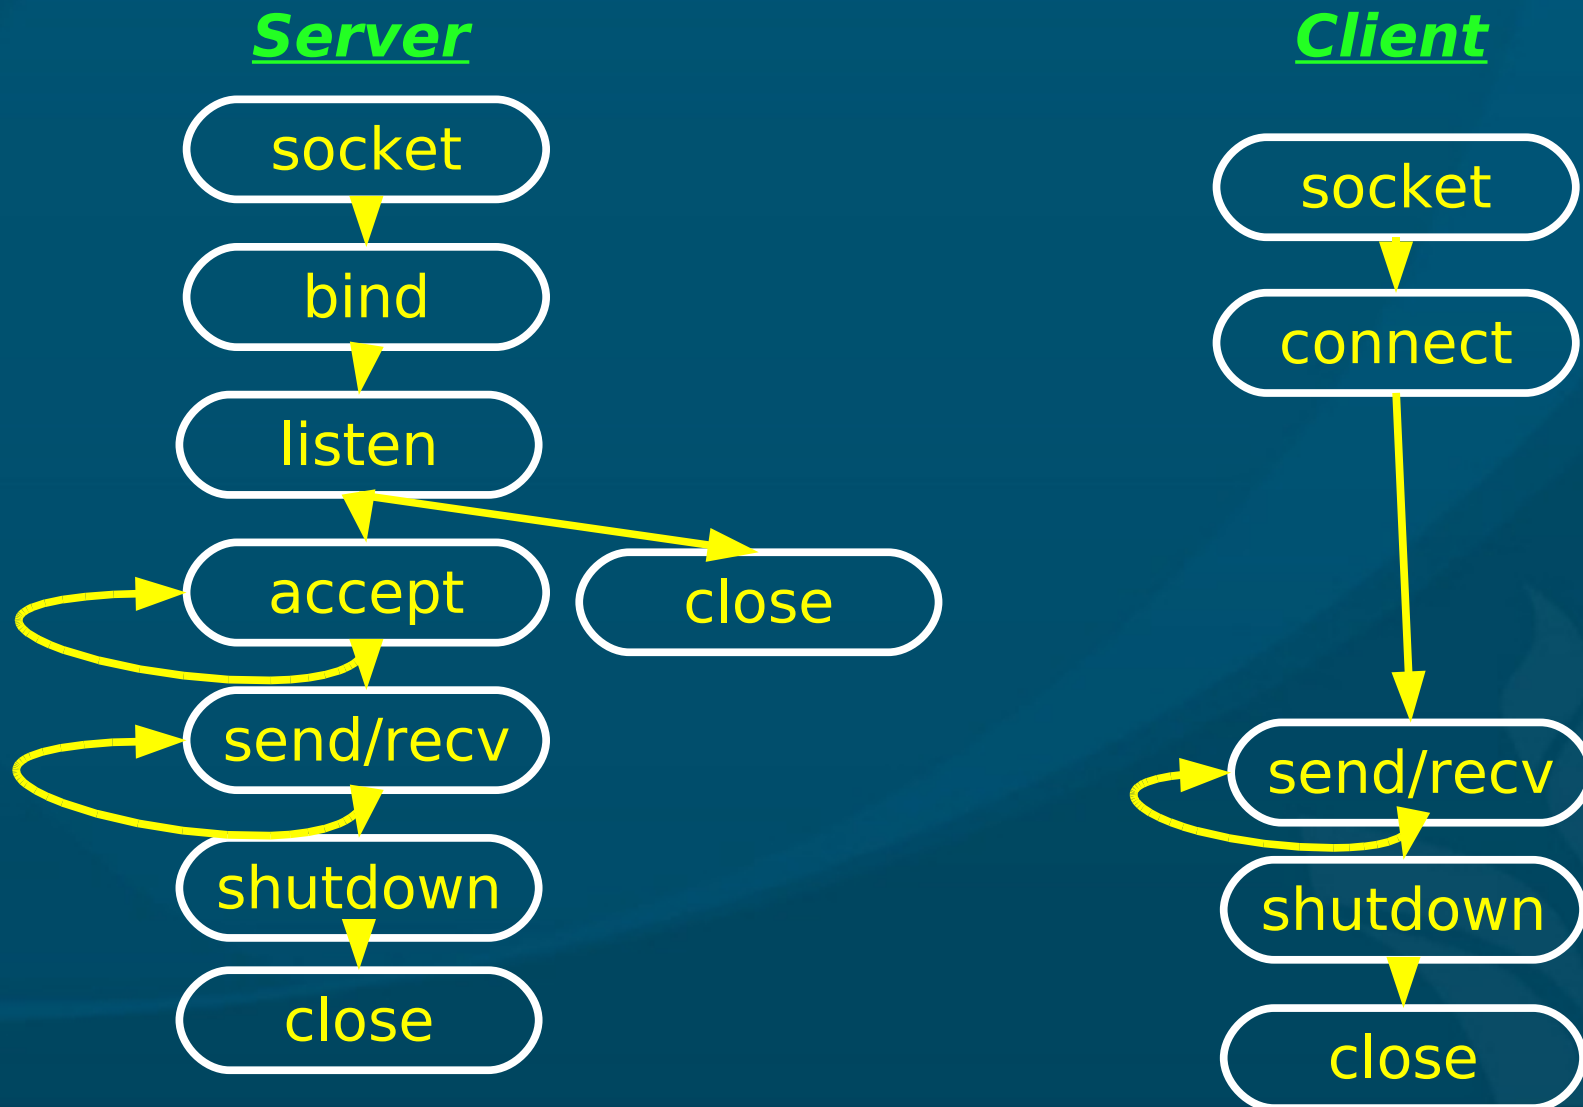 Server
socket
bind
listen
accept
close
send/recv
shutdown
close
Client
socket
connect
send/recv
shutdown
close